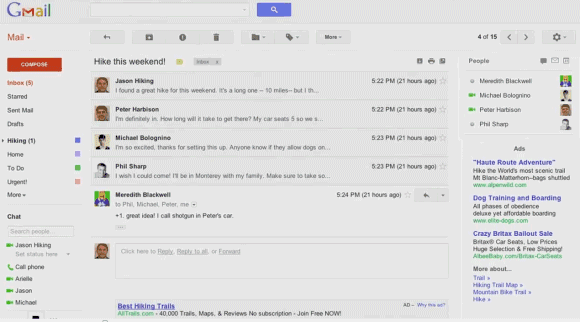 Gmail
Mail
4 of 15
More
COMPOSE
Inbox (5)
Starred
Sent Mail
Drafts
Hiking (1)
Home
To Do
Urgent!
More
Chat
Search people...
Jason Hiking
Set status here
Call phone
Arielle
Jason
Michael
Hike this weekend!
Inbox x
Jason Hiking
5:22 PM (21 hours ago)
I found a great hike for this weekend. It's a long one -- 10 miles-- but I th...
Peter Harbison
5:22 PM (21 hours ago)
I'm definitely in. How long will it take to get there? My car seats 5 so we s...
Michael Bolognino
5:23 PM (21 hours ago)
I'm so excited, thanks for setting this up. Anyone know if they allow dogs on...
Phil Sharp
5:23 PM (21 hours ago)
I wish I could come! I'll be in Monterey with my family. Make sure to take so...
Meredith Blackwell
5:24 PM (21 hours ago)
to Phil, Michael, Peter, me
+1. great idea! I call shotgun in Peter's car.
Click here to Reply, Reply to all, or Forward
Best Hiking Trails
AD – Why this ad?
AllTrails.com - 40,000 Trails, Maps, & Reviews No subscription - Join Free NOW!
People
Meredith Blackwell
Michael Bolognino
Peter Harbison
Phil Sharp
Ads
"Haute Route Adventure"
Hike the World's most scenic trail
Mt Blanc-Matterhorn–bags shuttled
www.alpenwild.com
Dog Training and Boarding
All phases of obedience
deluxe yet affordable boarding
www.elite-dogs.com
Crazy Britax Bailout Sale
Britax® Car Seats, Low Prices
Huge Selection & Free Shipping!
AlbeeBaby.com/Britax-CarSeats
More about...
Trail »
Hiking Trail Map »
Mountain Bike Trail »
Hike »